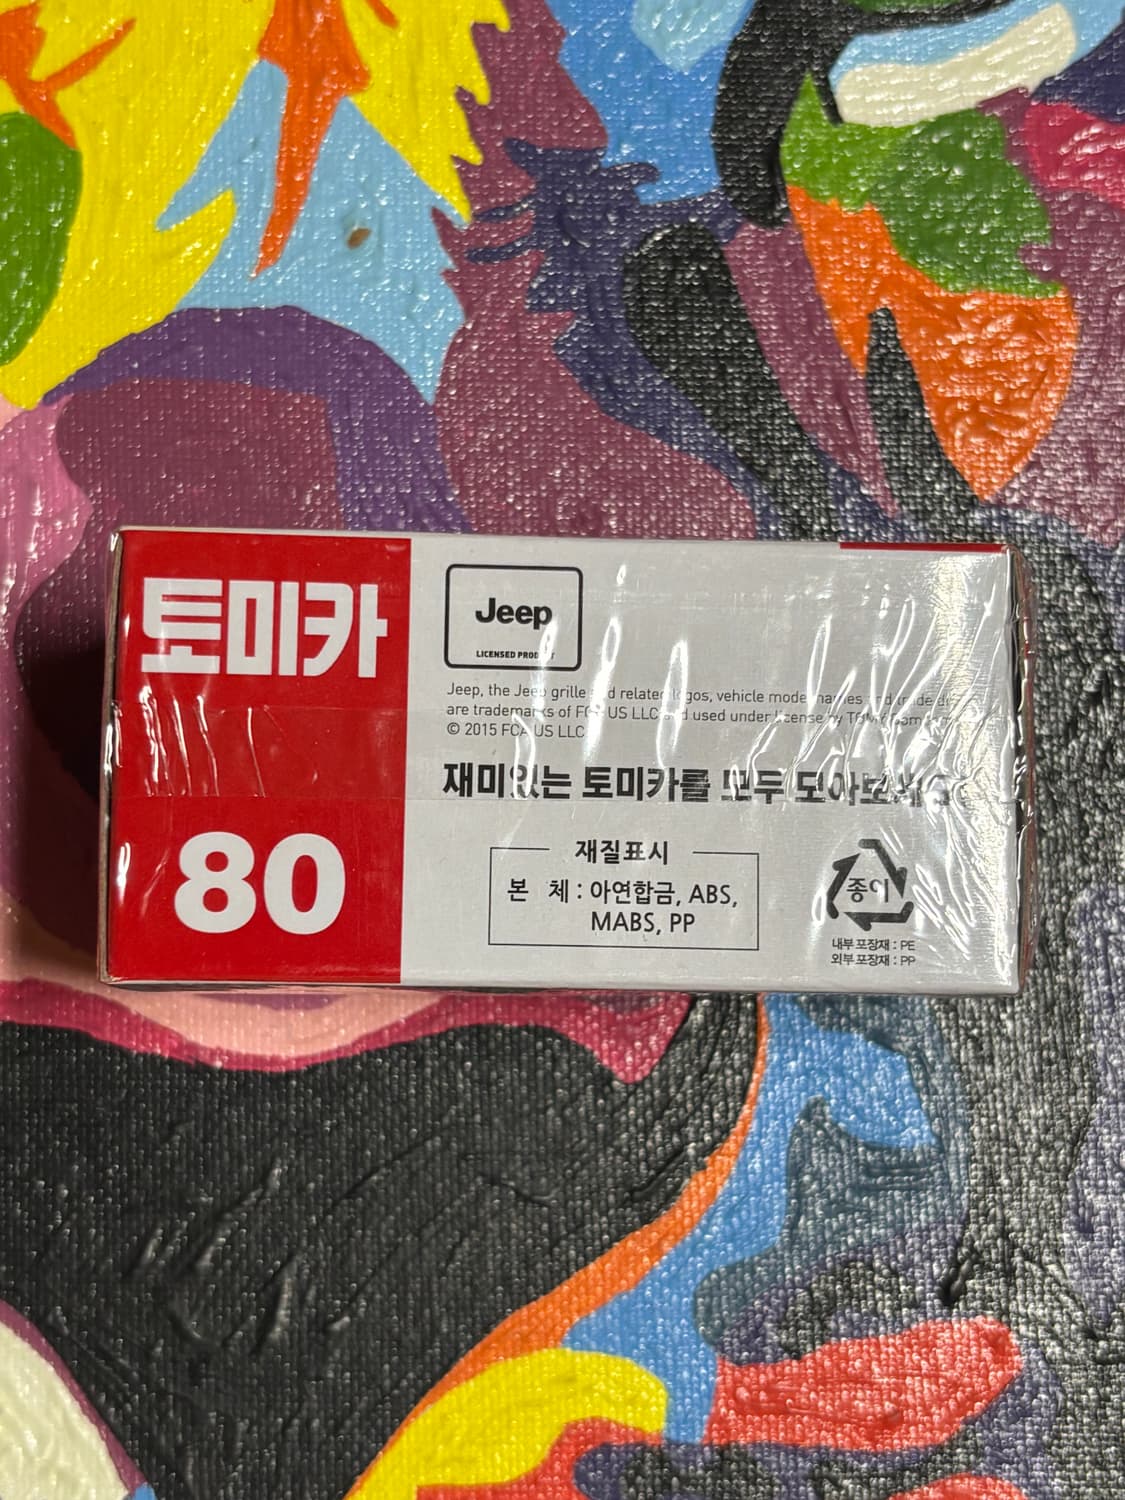 토미카
80
Jeep
LICENSED PRODUCT
Jeep, the Jeep grille and related logos, vehicle model names and trade
are trademarks of FCA US LLC and used under license by TOMY Company
© 2015 FCA US LLC
재미있는 토미카를 모두 모아보세요
재질표시
본 체 : 아연합금, ABS,
MABS, PP
종이
내부 포장재 : PE
외부 포장재 : PP